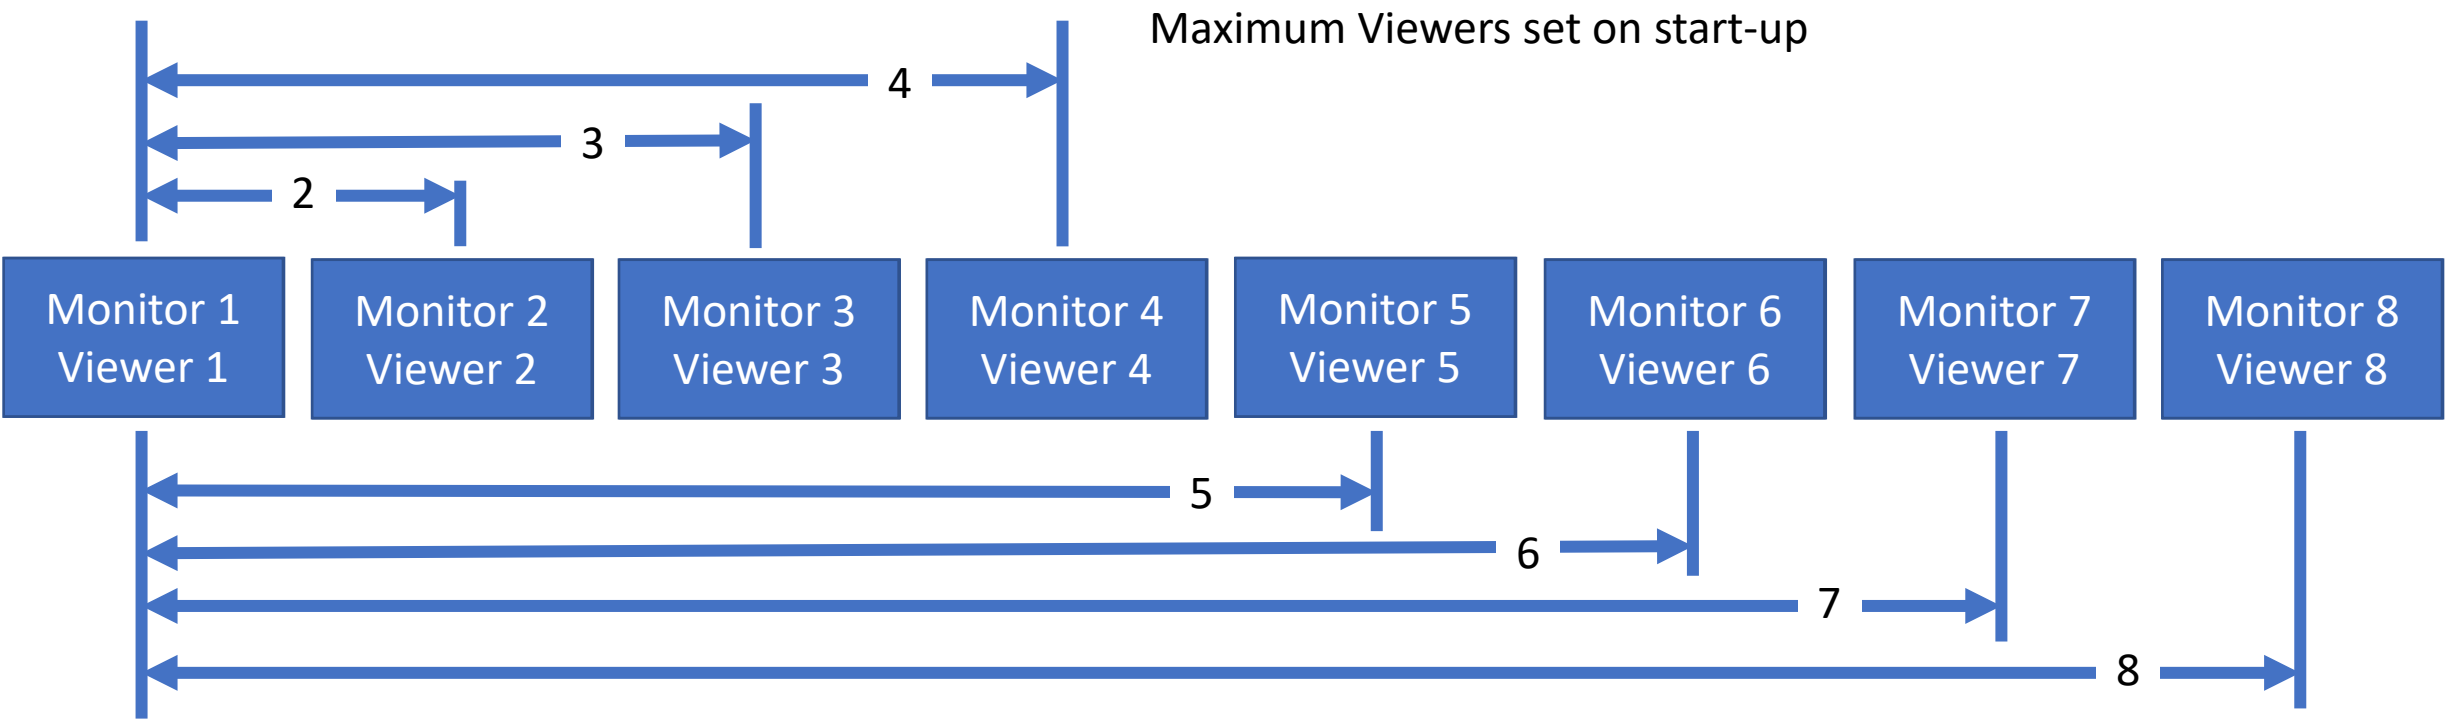 Maximum Viewers set on start-up
4
3
2
Monitor 1
Viewer 1
Monitor 2
Viewer 2
Monitor 3
Viewer 3
Monitor 4
Viewer 4
Monitor 5
Viewer 5
Monitor 6
Viewer 6
Monitor 7
Viewer 7
Monitor 8
Viewer 8
5
6
7
8